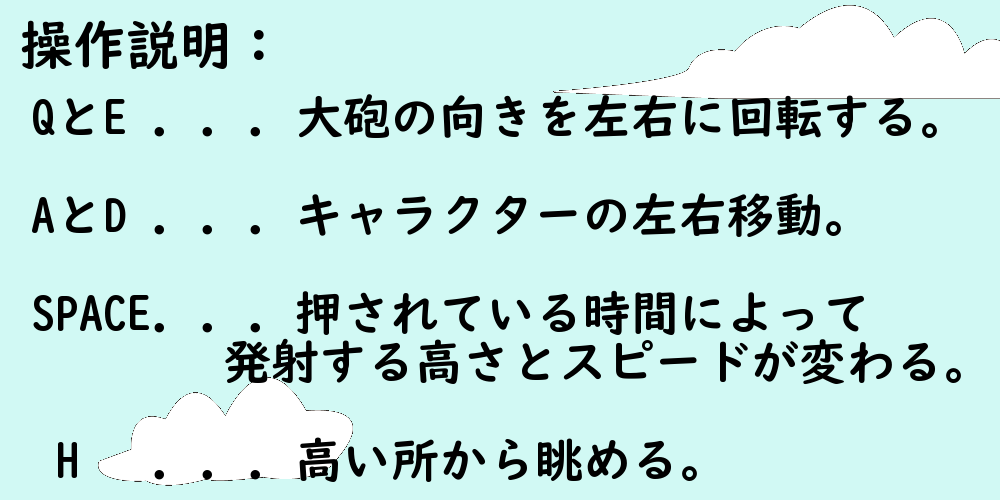 操作説明：
QとE ．．．大砲の向きを左右に回転する。
AとD ．．．キャラクターの左右移動。
SPACE．．．押されている時間によって
発射する高さとスピードが変わる。
H ．．．高い所から眺める。